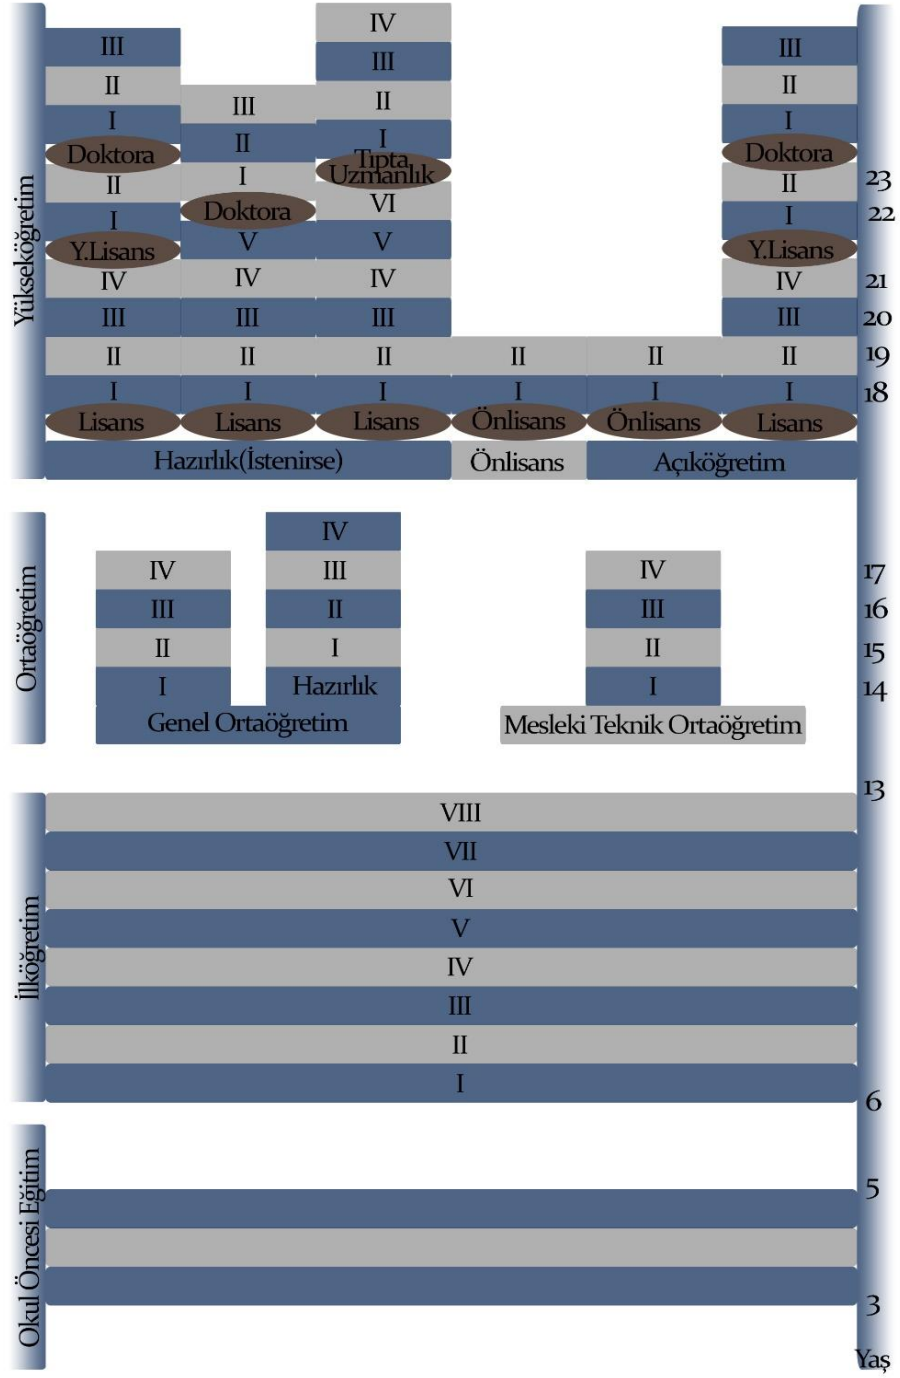 IV
III
III
III
II
II
II
III
I
II
I
I
Doktora
Tıpta
Uzmanlık
Doktora
II
I
VI
II
23
I
Doktora
V
I
22
Y.Lisans
V
Y.Lisans
IV
IV
IV
IV
21
III
III
III
III
20
II
II
II
II
II
II
19
I
I
I
I
I
I
18
Lisans
Lisans
Lisans
Önlisans
Önlisans
Lisans
Hazırlık(İstenirse)
Önlisans
Açıköğretim
Yükseköğretim
IV
IV
III
IV
17
III
II
III
16
II
I
II
15
I
Hazırlık
I
14
Genel Ortaöğretim
Mesleki Teknik Ortaöğretim
Ortaöğretim
13
VIII
VII
VI
V
IV
III
II
I
6
İlköğretim
5
3
Okul Öncesi Eğitim
Yaş